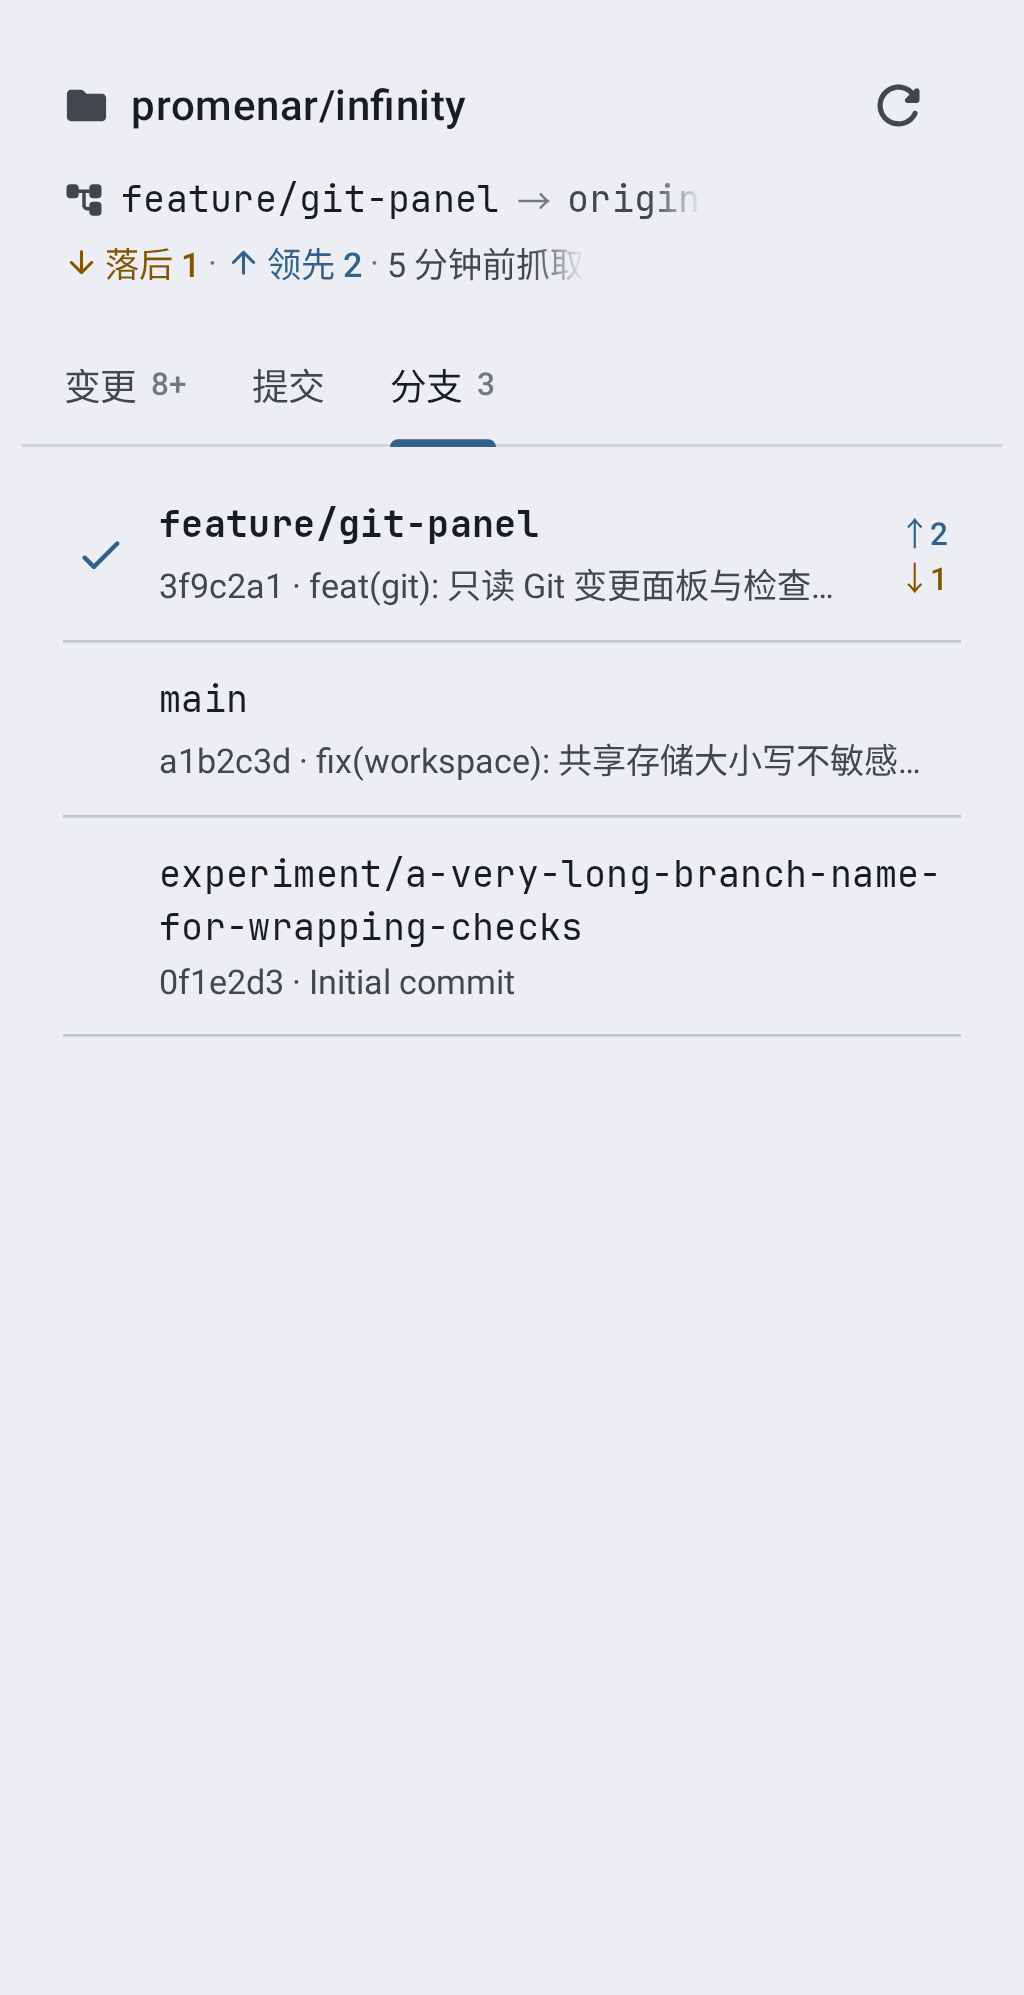 promenar/infinity
feature/git-panel → origin
↓ 落后 1 · ↑ 领先 2 · 5 分钟前抓取
变更 8+ 提交 分支 3
feature/git-panel ↑2
3f9c2a1 · feat(git): 只读 Git 变更面板与检查… ↓1
main
a1b2c3d · fix(workspace): 共享存储大小写不敏感…
experiment/a-very-long-branch-name-
for-wrapping-checks
0f1e2d3 · Initial commit